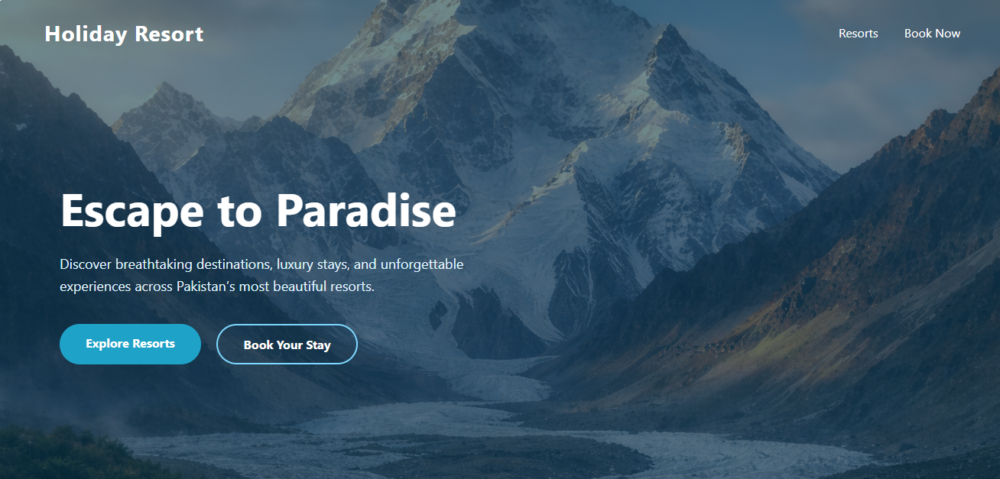 Holiday Resort
Resorts
Book Now
Escape to Paradise
Discover breathtaking destinations, luxury stays, and unforgettable
experiences across Pakistan’s most beautiful resorts.
Explore Resorts
Book Your Stay